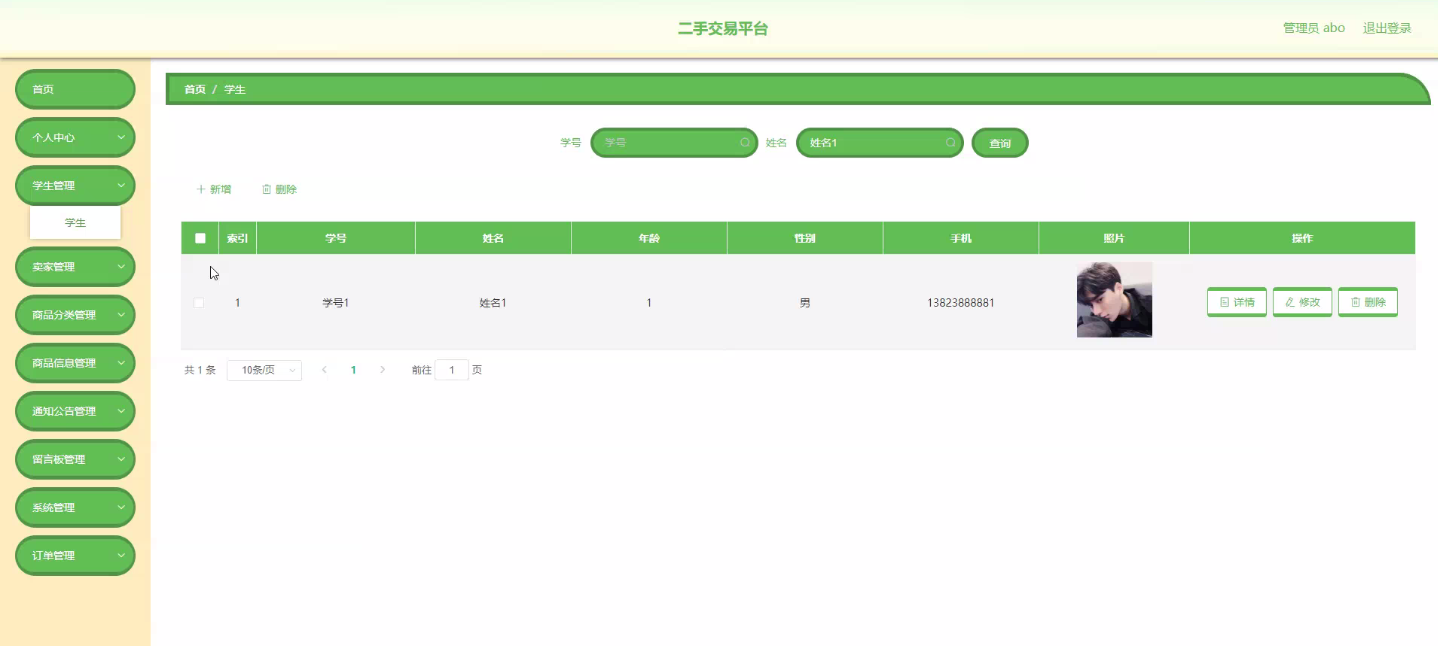 二手交易平台
管理员 abo 退出登录
首页
个人中心
学生管理
学生
卖家管理
商品分类管理
商品信息管理
通知公告管理
留言板管理
系统管理
订单管理
首页 / 学生
学号 学号 姓名 姓名1 查询
新增 删除
索引 学号 姓名 年龄 性别 手机 照片 操作
1 学号1 姓名1 1 男 13823888881 详情 修改 删除
共 1 条 10条/页 1 前往 1 页